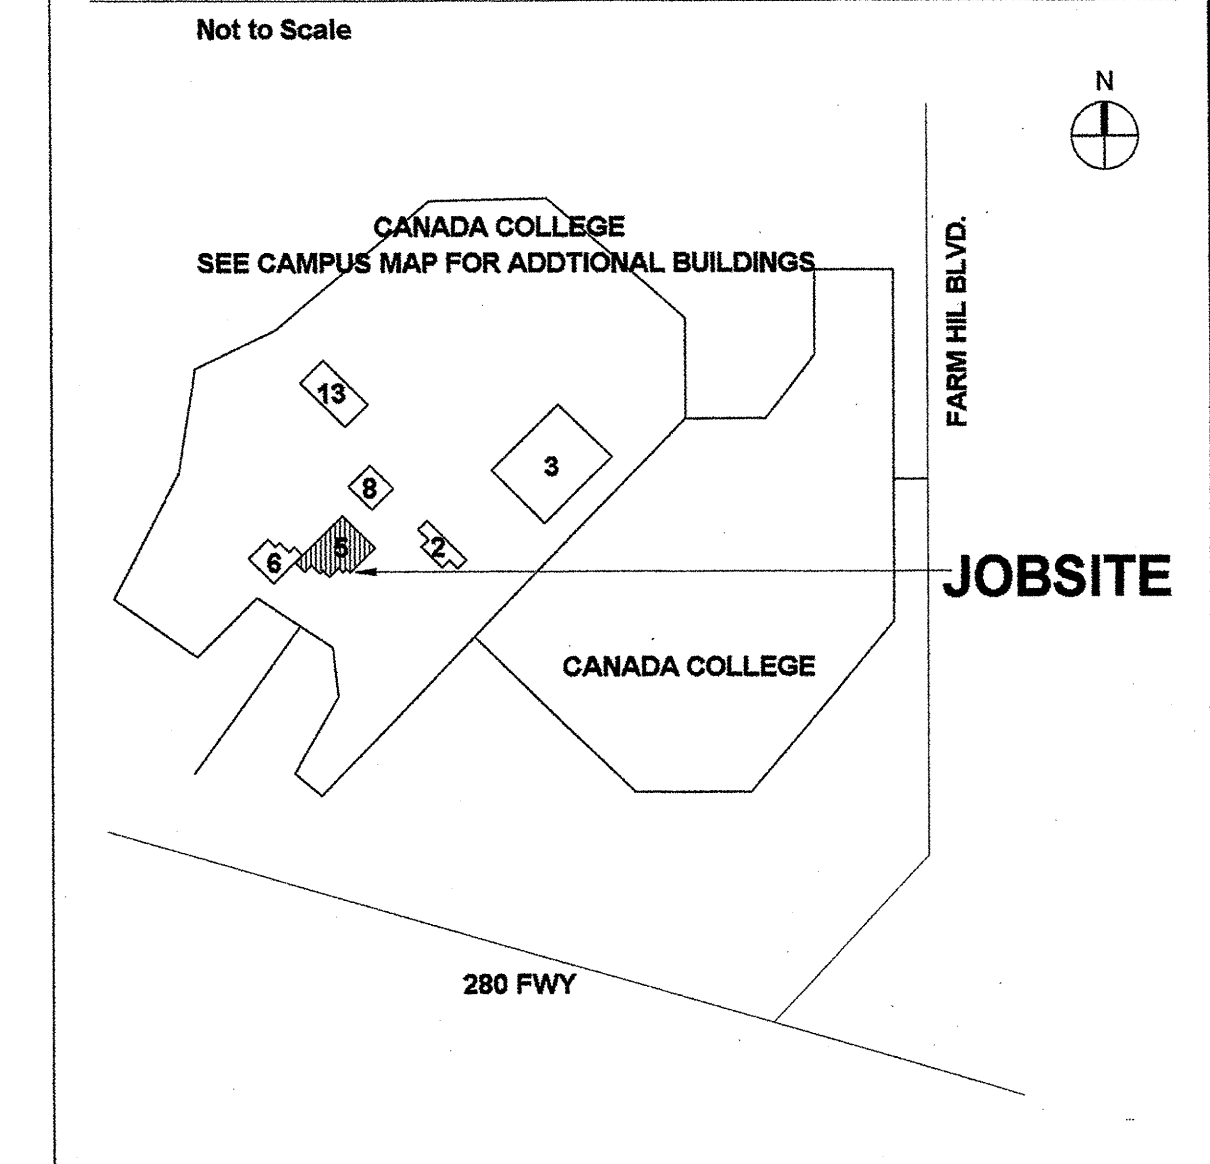 Not to Scale
N
CANADA COLLEGE
SEE CAMPUS MAP FOR ADDTIONAL BUILDINGS
FARM HIL BLVD.
13
3
8
5
2
6
JOBSITE
CANADA COLLEGE
280 FWY